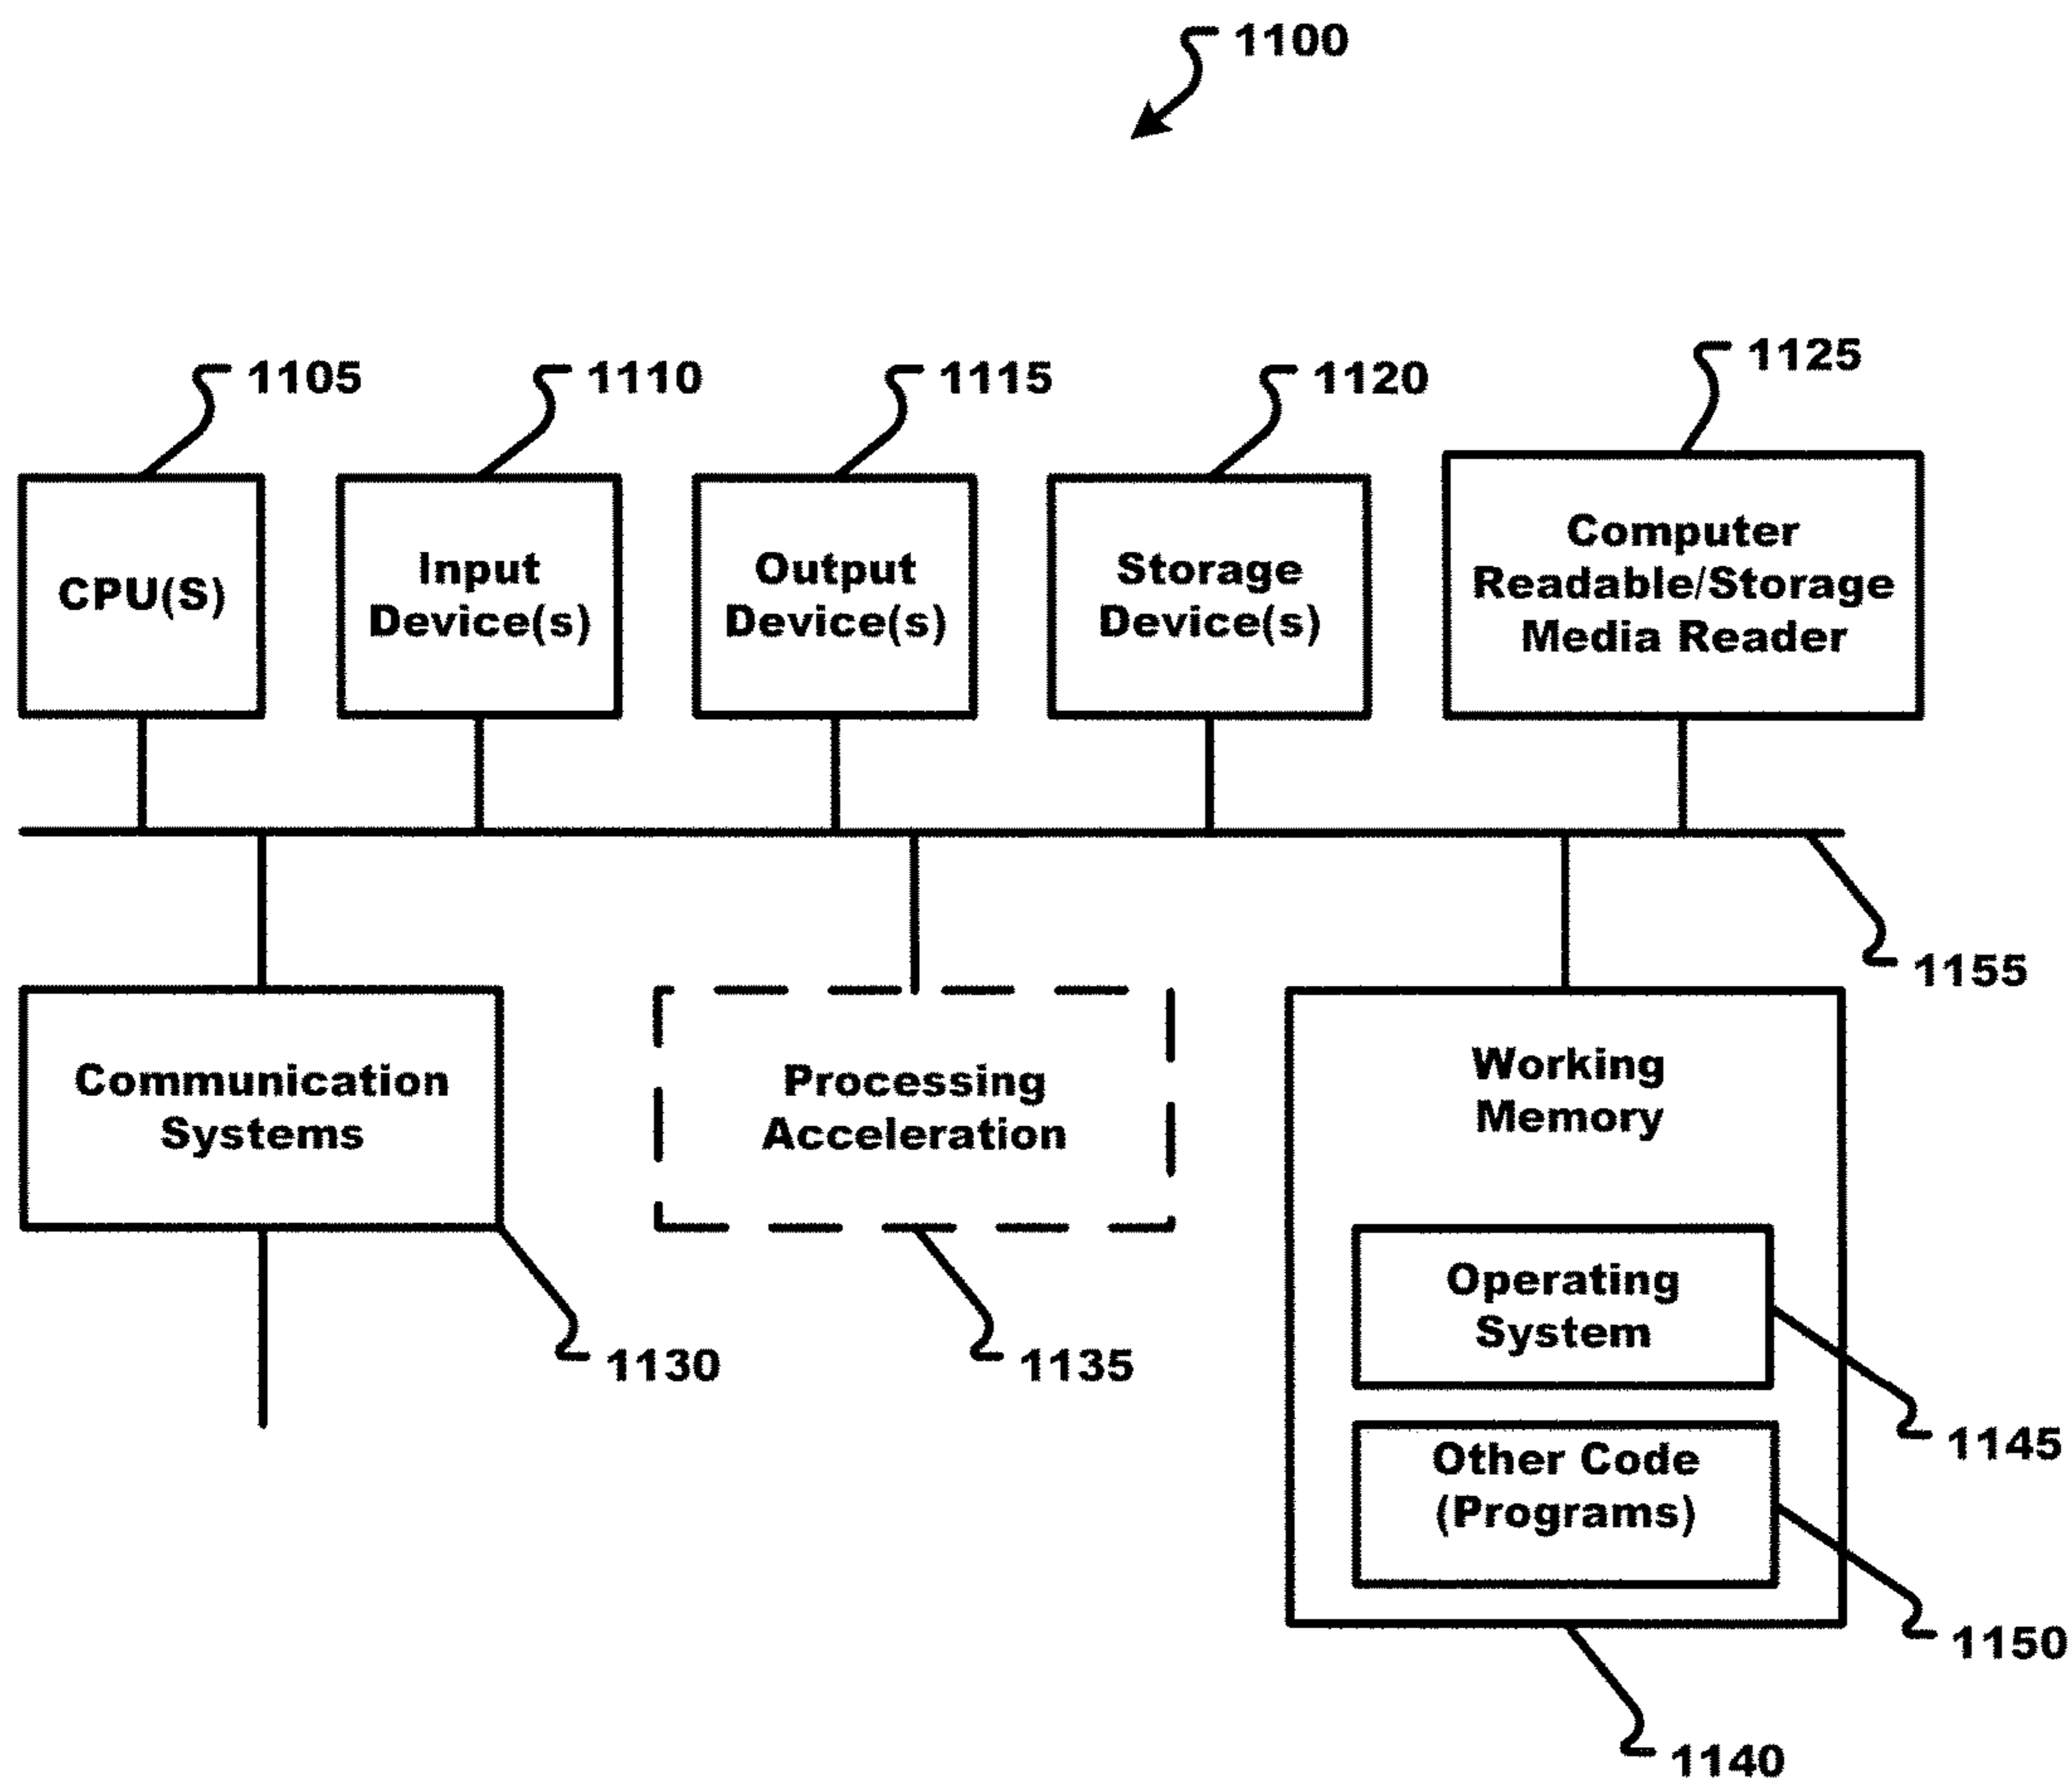 1100
1105
1110
1115
1120
1125
CPU(S)
Input
Device(s)
Output
Device(s)
Storage
Device(s)
Computer
Readable/Storage
Media Reader
1155
Communication
Systems
1130
Processing
Acceleration
1135
Working
Memory
Operating
System
1145
Other Code
(Programs)
1150
1140